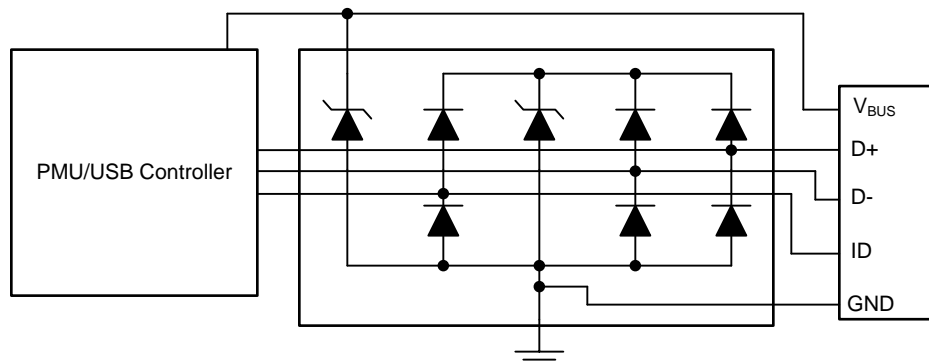 PMU/USB Controller
VBUS
D+
D-
ID
GND